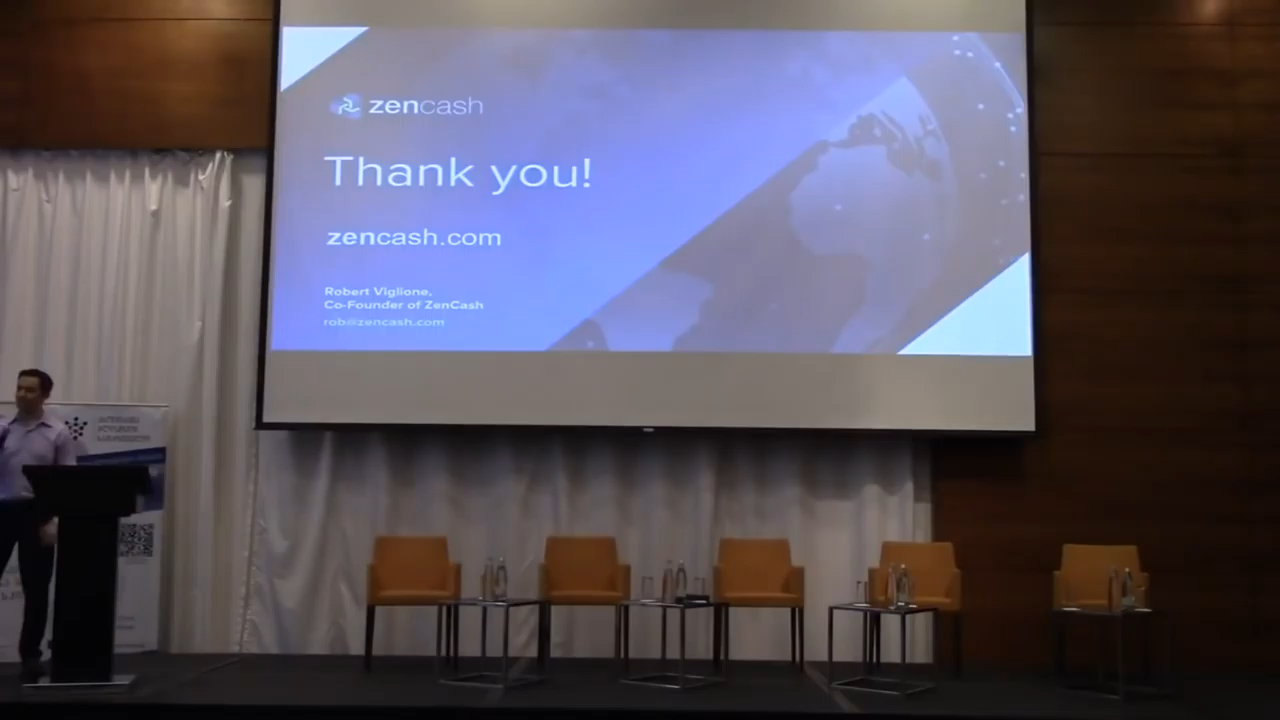 zencash
Thank you!
zencash.com
Robert Viglione,
Co-Founder of ZenCash
rob@zencash.com